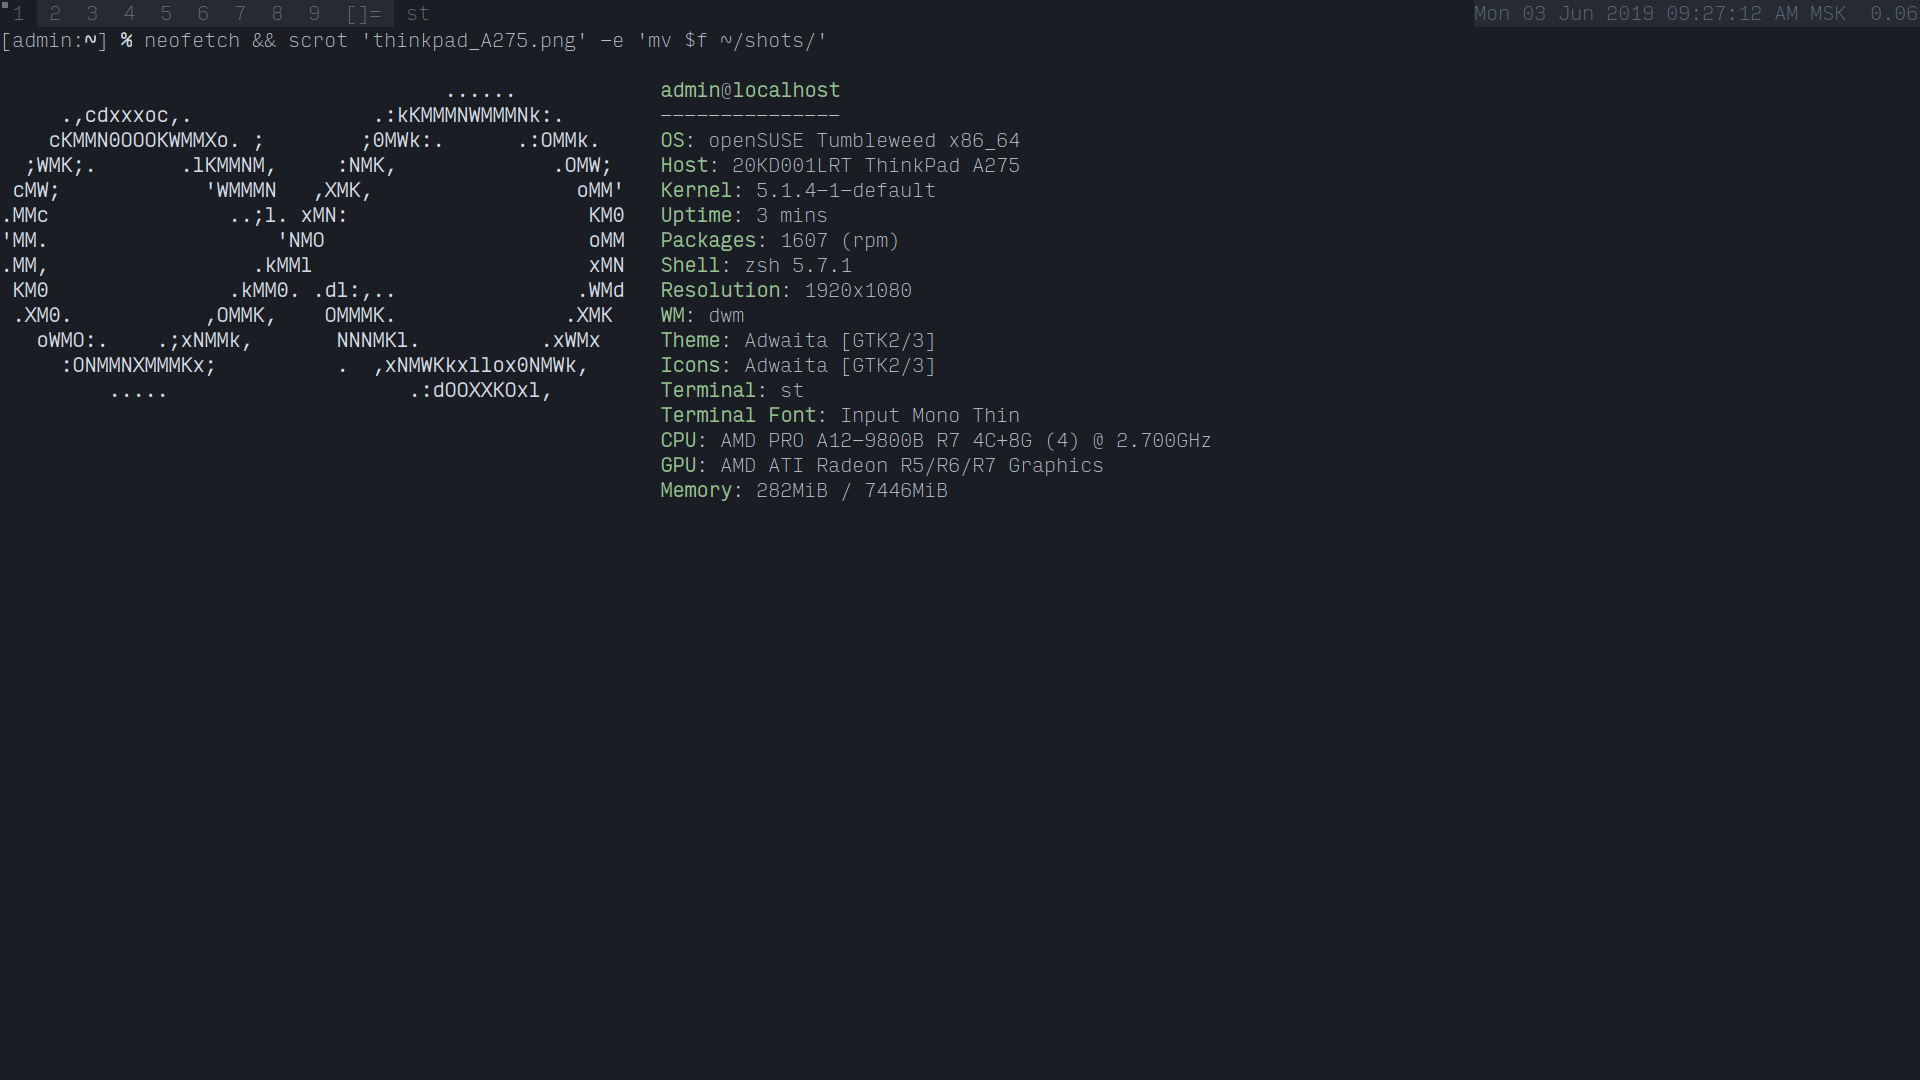 1 2 3 4 5 6 7 8 9 []= st Mon 03 Jun 2019 09:27:12 AM MSK 0.06
[admin:~] % neofetch && scrot 'thinkpad_A275.png' -e 'mv $f ~/shots/'
                                     ......            admin@localhost
     .,cdxxxoc,.               .:kKMMMNWMMMNk:.        ---------------
    cKMMN0OOOKWMMXo. ;        ;0MWk:.      .:OMMk.     OS: openSUSE Tumbleweed x86_64
  ;WMK;.       .lKMMNM,     :NMK,             .OMW;    Host: 20KD001LRT ThinkPad A275
 cMW;            'WMMMN   ,XMK,                 oMM'   Kernel: 5.1.4-1-default
.MMc               ..;l. xMN:                    KM0   Uptime: 3 mins
'MM.                   'NMO                      oMM   Packages: 1607 (rpm)
.MM,                 .kMMl                       xMN   Shell: zsh 5.7.1
 KM0               .kMM0. .dl:,..               .WMd   Resolution: 1920x1080
 .XM0.           ,OMMK,    OMMMK.              .XMK    WM: dwm
   oWMO:.    .;xNMMk,       NNNMKl.          .xWMx     Theme: Adwaita [GTK2/3]
     :ONMMNXMMMKx;          .  ,xNMWKkxllox0NMWk,      Icons: Adwaita [GTK2/3]
         .....                    .:dOOXXKOxl,         Terminal: st
Terminal Font: Input Mono Thin
CPU: AMD PRO A12-9800B R7 4C+8G (4) @ 2.700GHz
GPU: AMD ATI Radeon R5/R6/R7 Graphics
Memory: 282MiB / 7446MiB